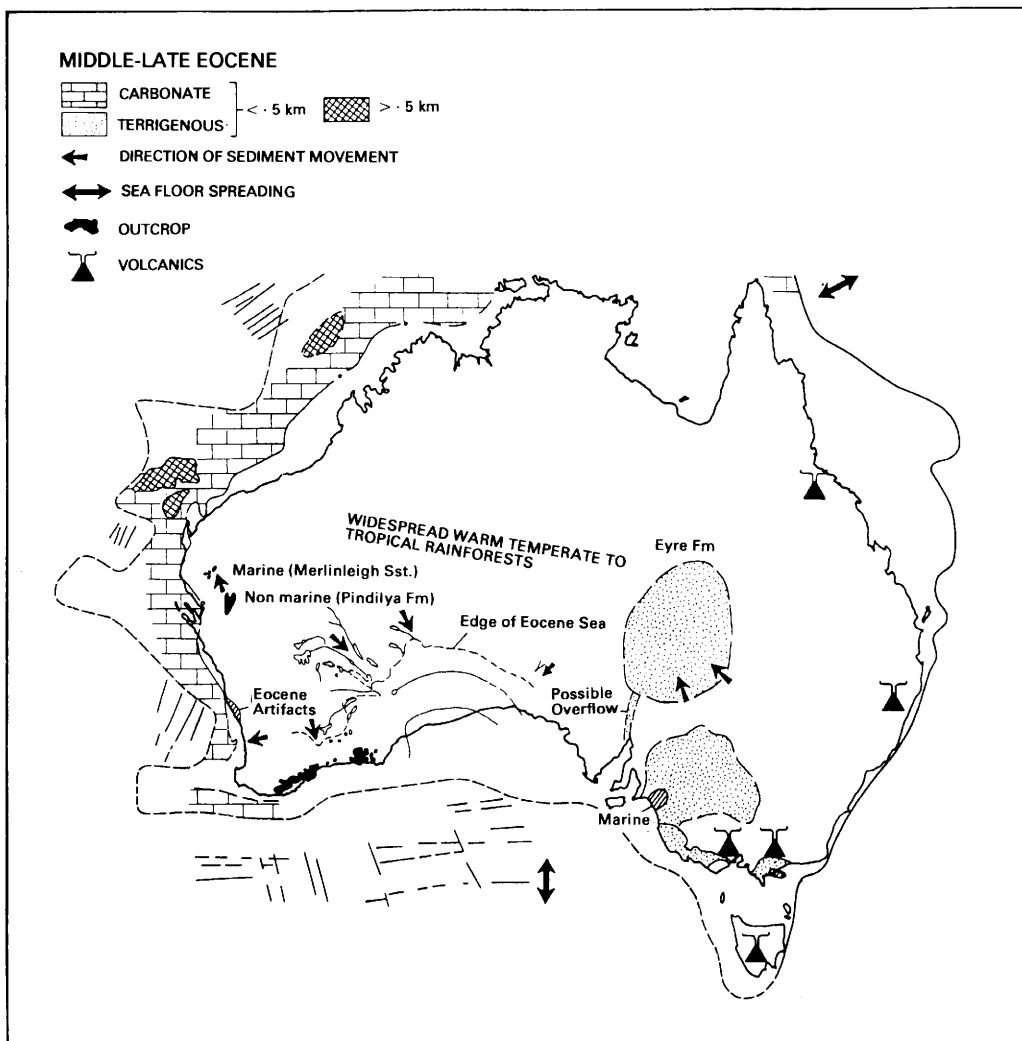 MIDDLE-LATE EOCENE
CARBONATE
TERRIGENOUS
< · 5 km
> · 5 km
DIRECTION OF SEDIMENT MOVEMENT
SEA FLOOR SPREADING
OUTCROP
VOLCANICS
WIDESPREAD WARM TEMPERATE TO
TROPICAL RAINFORESTS
Eyre Fm
Marine (Merlinleigh Sst.)
Non marine (Pindilya Fm)
Edge of Eocene Sea
Eocene
Artifacts
Possible
Overflow
Marine